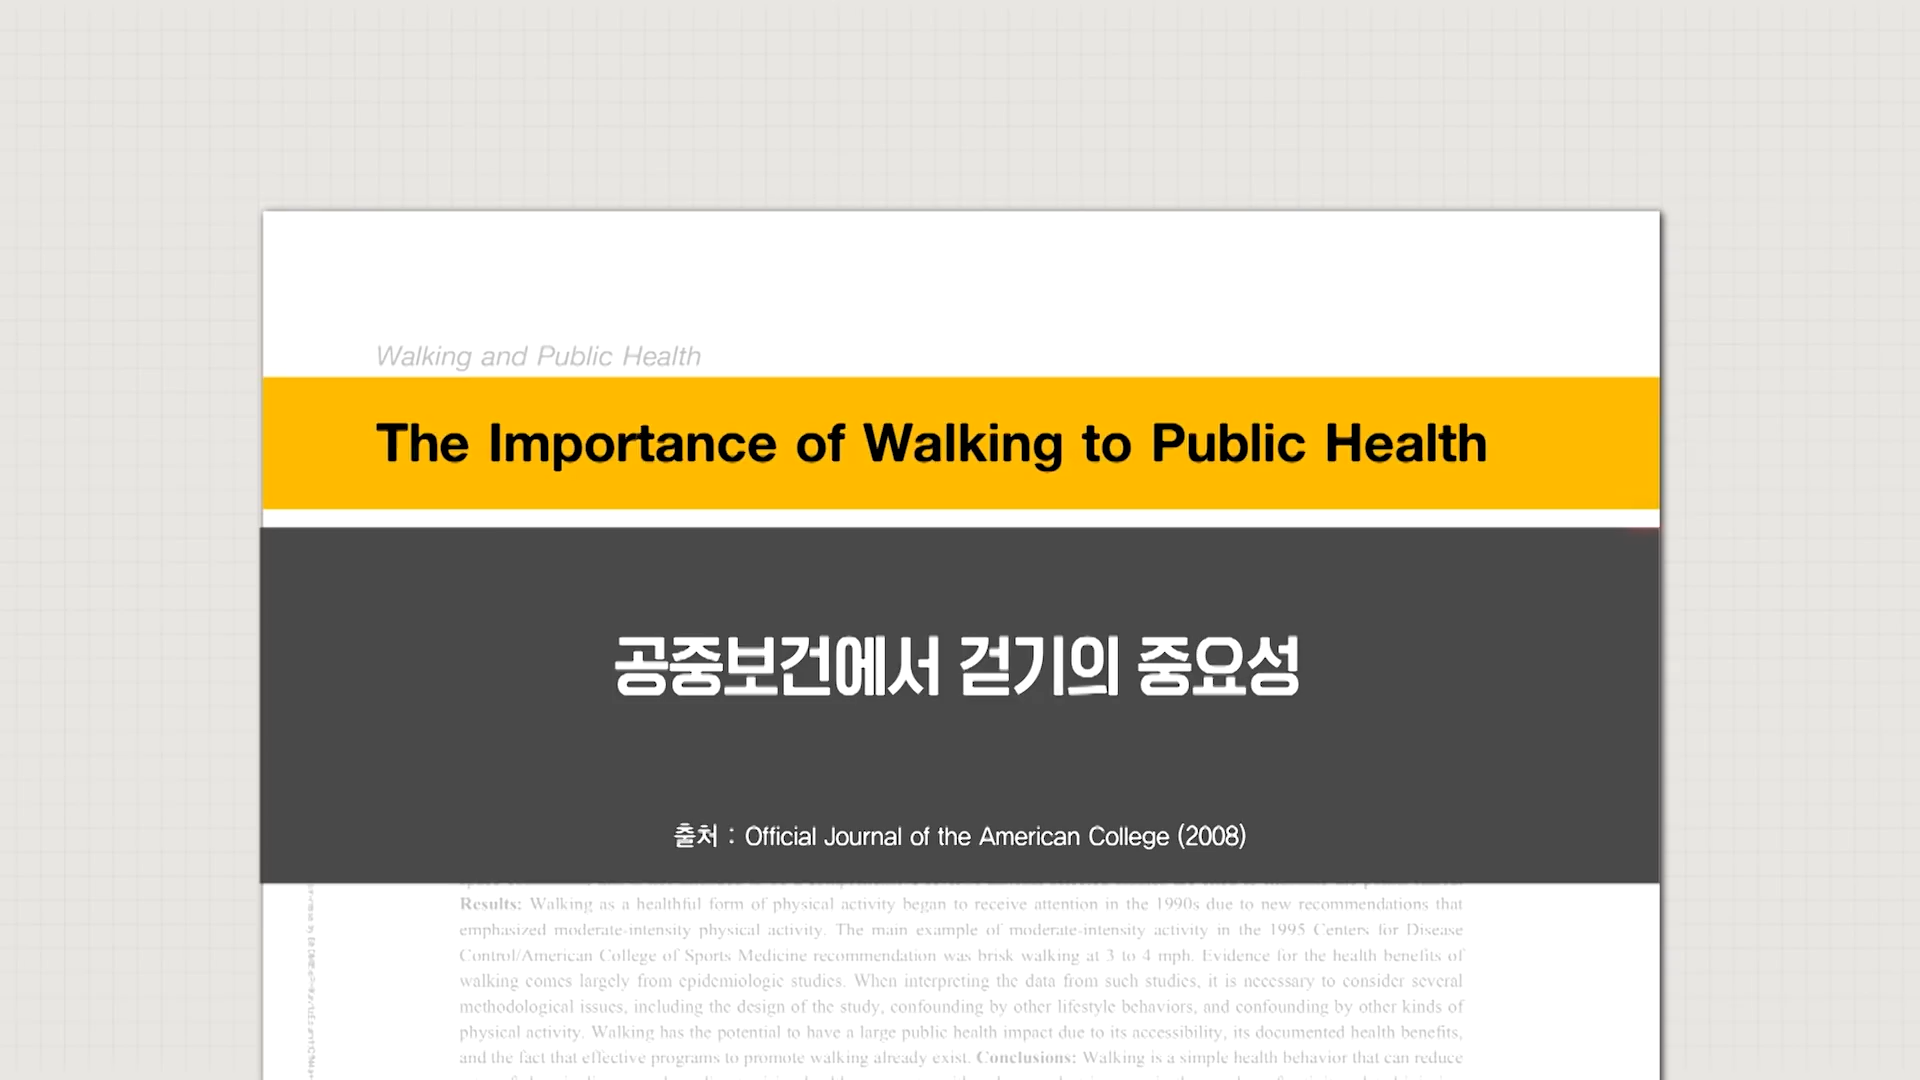 Walking and Public Health
The Importance of Walking to Public Health
공중보건에서 걷기의 중요성
출처 : Official Journal of the American College (2008)
Results: Walking as a healthful form of physical activity began to receive attention in the 1990s due to new recommendations that
emphasized moderate-intensity physical activity. The main example of moderate-intensity activity in the 1995 Centers for Disease
Control/American College of Sports Medicine recommendation was brisk walking at 3 to 4 mph. Evidence for the health benefits of
walking comes largely from epidemiologic studies. When interpreting the data from such studies, it is necessary to consider several
methodological issues, including the design of the study, confounding by other lifestyle behaviors, and confounding by other kinds of
physical activity. Walking has the potential to have a large public health impact due to its accessibility, its documented health benefits,
and the fact that effective programs to promote walking already exist. Conclusions: Walking is a simple health behavior that can reduce